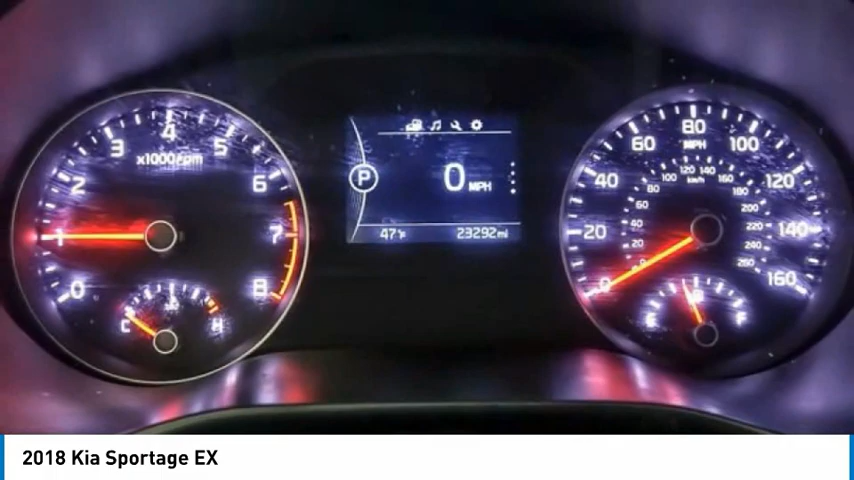 0 1 2 3 4 5 6 7 8
x1000rpm
C H
P
0 MPH
47°F 23292mi
0 20 40 60 80 100 120 140 160
MPH
0 20 40 60 80 100 120 140 160 180 200 220 240 260
km/h
E F
2018 Kia Sportage EX